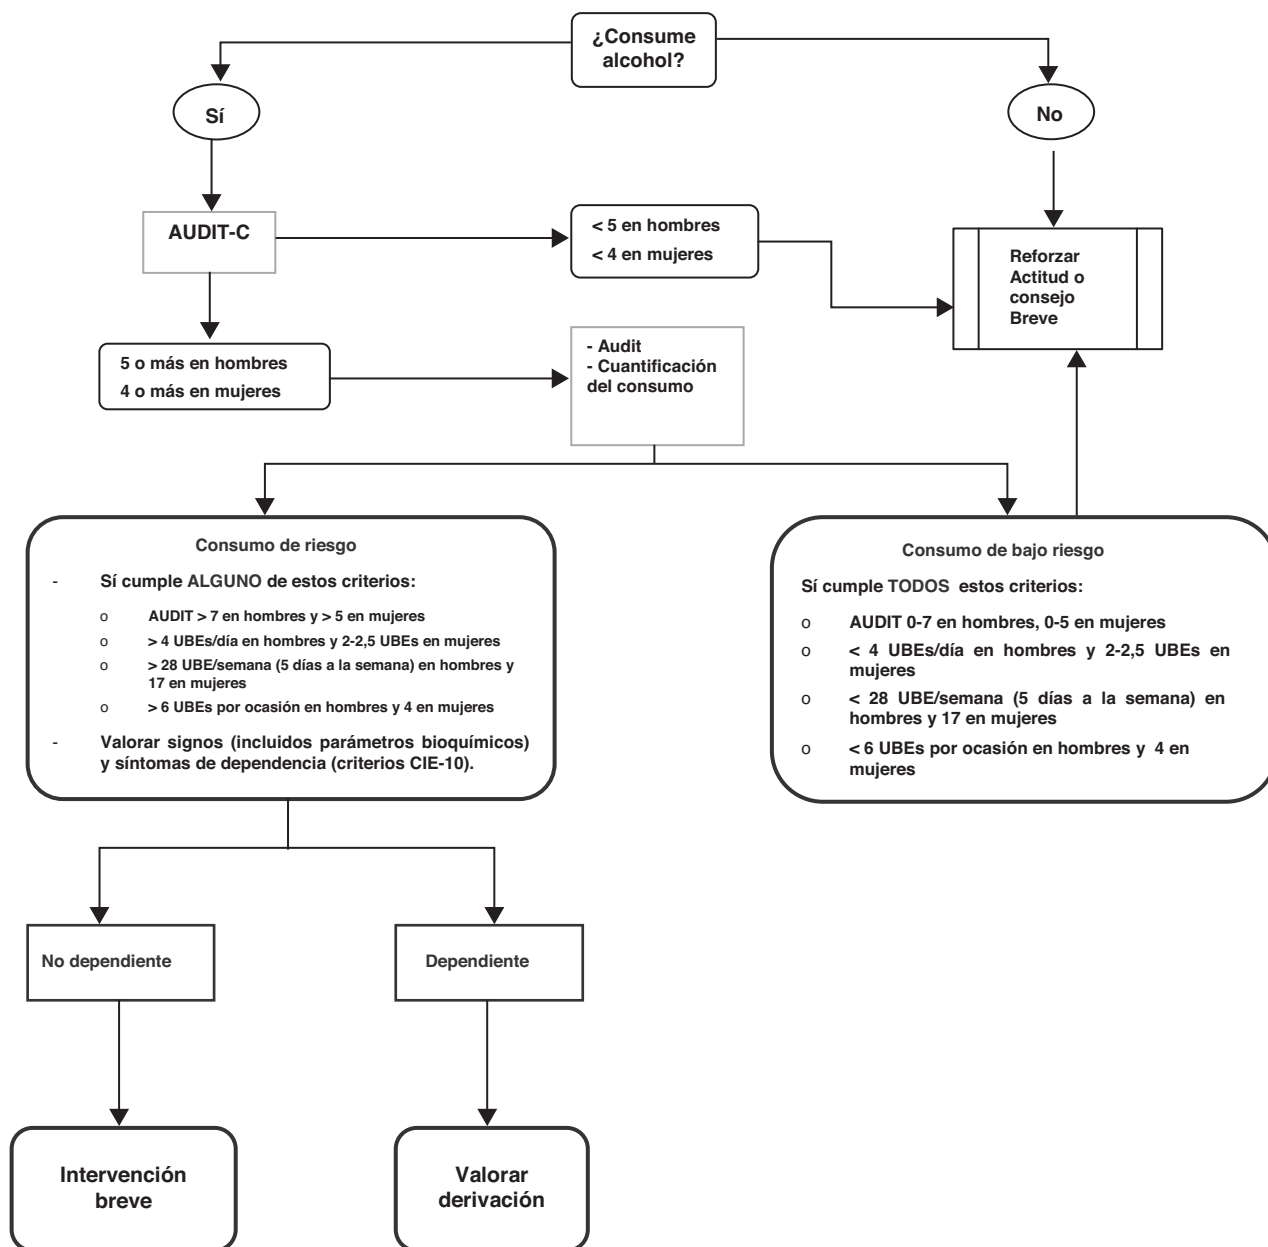 ¿Consume
alcohol?
Sí
No
AUDIT-C
< 5 en hombres
< 4 en mujeres
Reforzar
Actitud o
consejo
Breve
5 o más en hombres
4 o más en mujeres
- Audit
- Cuantificación
del consumo
Consumo de riesgo
- Sí cumple ALGUNO de estos criterios:
o AUDIT > 7 en hombres y > 5 en mujeres
o > 4 UBEs/día en hombres y 2-2,5 UBEs en mujeres
o > 28 UBE/semana (5 días a la semana) en hombres y
17 en mujeres
o > 6 UBEs por ocasión en hombres y 4 en mujeres
- Valorar signos (incluidos parámetros bioquímicos)
y síntomas de dependencia (criterios CIE-10).
Consumo de bajo riesgo
Sí cumple TODOS estos criterios:
o AUDIT 0-7 en hombres, 0-5 en mujeres
o < 4 UBEs/día en hombres y 2-2,5 UBEs en
mujeres
o < 28 UBE/semana (5 días a la semana) en
hombres y 17 en mujeres
o < 6 UBEs por ocasión en hombres y 4 en
mujeres
No dependiente
Dependiente
Intervención
breve
Valorar
derivación